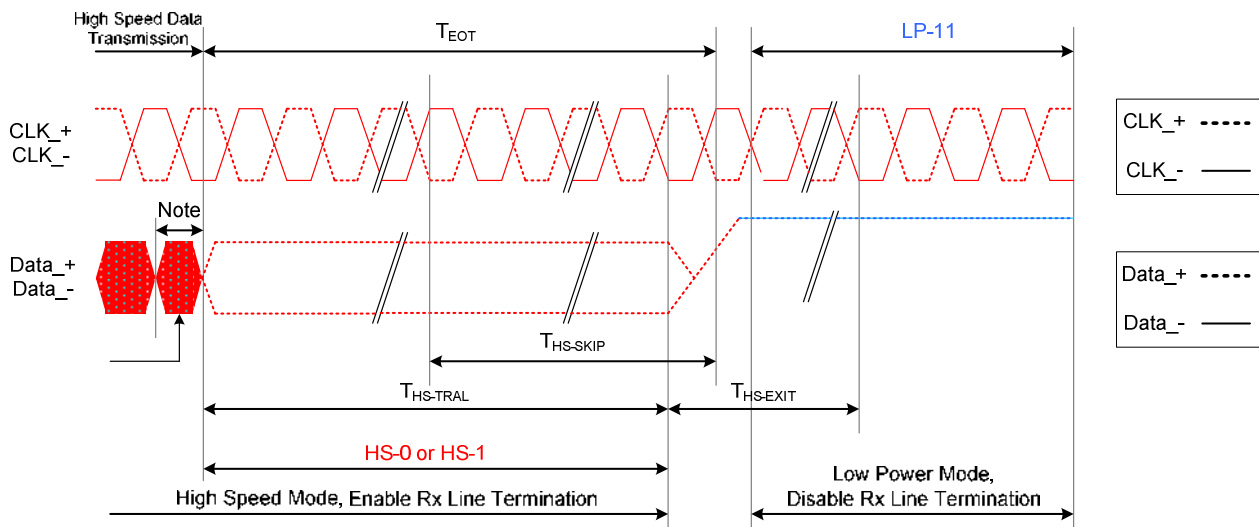 High Speed Data
Transmission
TEOT
LP-11
CLK_+
CLK_-
CLK_+
CLK_-
Note
Data_+
Data_-
Data_+
Data_-
THS-SKIP
THS-TRAL
THS-EXIT
HS-0 or HS-1
High Speed Mode, Enable Rx Line Termination
Low Power Mode,
Disable Rx Line Termination